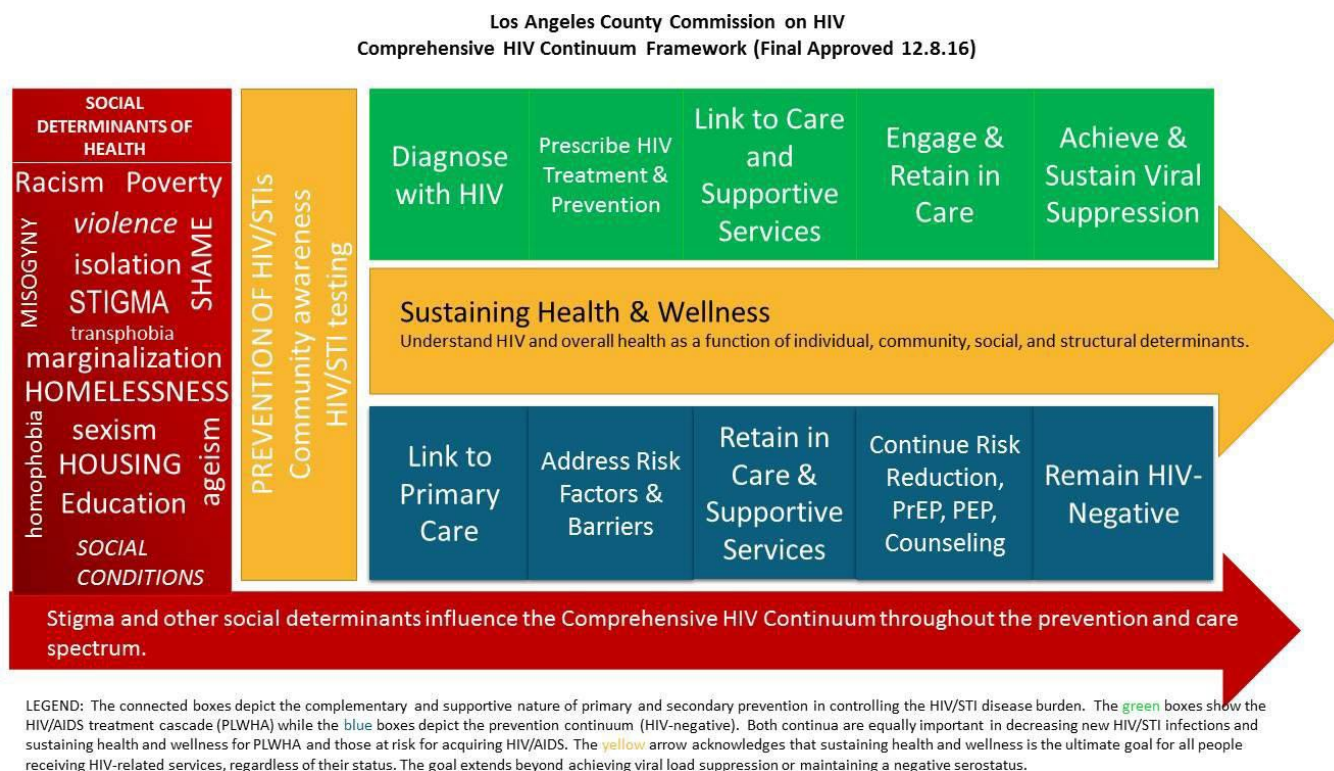 Los Angeles County Commission on HIV
Comprehensive HIV Continuum Framework (Final Approved 12.8.16)
SOCIAL
DETERMINANTS OF
HEALTH
Racism Poverty
violence
MISOGYNY
isolation
SHAME
STIGMA
transphobia
marginalization
HOMELESSNESS
homophobia
sexism
ageism
HOUSING
Education
SOCIAL
CONDITIONS
PREVENTION OF HIV/STIs
Community awareness
HIV/STI testing
Diagnose
with HIV
Prescribe HIV
Treatment &
Prevention
Link to Care
and
Supportive
Services
Engage &
Retain in
Care
Achieve &
Sustain Viral
Suppression
Sustaining Health & Wellness
Understand HIV and overall health as a function of individual, community, social, and structural determinants.
Link to
Primary
Care
Address Risk
Factors &
Barriers
Retain in
Care &
Supportive
Services
Continue Risk
Reduction,
PrEP, PEP,
Counseling
Remain HIV-
Negative
Stigma and other social determinants influence the Comprehensive HIV Continuum throughout the prevention and care
spectrum.
LEGEND: The connected boxes depict the complementary and supportive nature of primary and secondary prevention in controlling the HIV/STI disease burden. The green boxes show the
HIV/AIDS treatment cascade (PLWHA) while the blue boxes depict the prevention continuum (HIV-negative). Both continua are equally important in decreasing new HIV/STI infections and
sustaining health and wellness for PLWHA and those at risk for acquiring HIV/AIDS. The yellow arrow acknowledges that sustaining health and wellness is the ultimate goal for all people
receiving HIV-related services, regardless of their status. The goal extends beyond achieving viral load suppression or maintaining a negative serostatus.